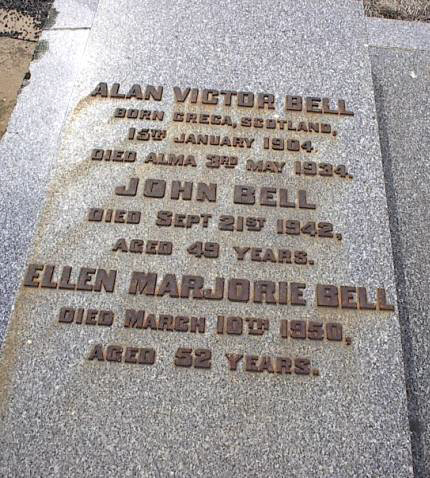 ALAN VICTOR BELL
BORN CREGA, SCOTLAND,
15TH JANUARY 1904.
DIED ALMA 3RD MAY 1934.
JOHN BELL
DIED SEPT 21ST 1942,
AGED 49 YEARS.
ELLEN MARJORIE BELL
DIED MARCH 10TH 1950,
AGED 52 YEARS.